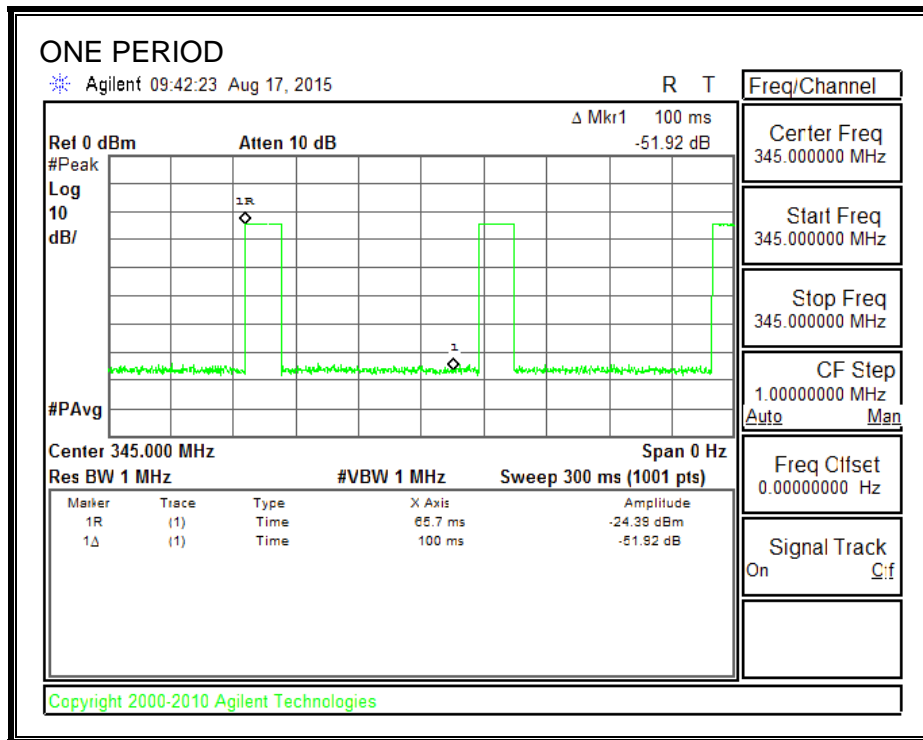 ONE PERIOD
Agilent 09:42:23 Aug 17, 2015 R T
Freq/Channel
Δ Mkr1 100 ms
Ref 0 dBm Atten 10 dB -51.92 dB
#Peak
Log
10
dB/
1R
1
#PAvg
Center 345.000 MHz Span 0 Hz
Res BW 1 MHz #VBW 1 MHz Sweep 300 ms (1001 pts)
Marker Trace Type X Axis Amplitude
1R (1) Time 65.7 ms -24.39 dBm
1Δ (1) Time 100 ms -51.92 dB
Center Freq
345.000000 MHz
Start Freq
345.000000 MHz
Stop Freq
345.000000 MHz
CF Step
1.00000000 MHz
Auto Man
Freq Offset
0.00000000 Hz
Signal Track
On Off
Copyright 2000-2010 Agilent Technologies